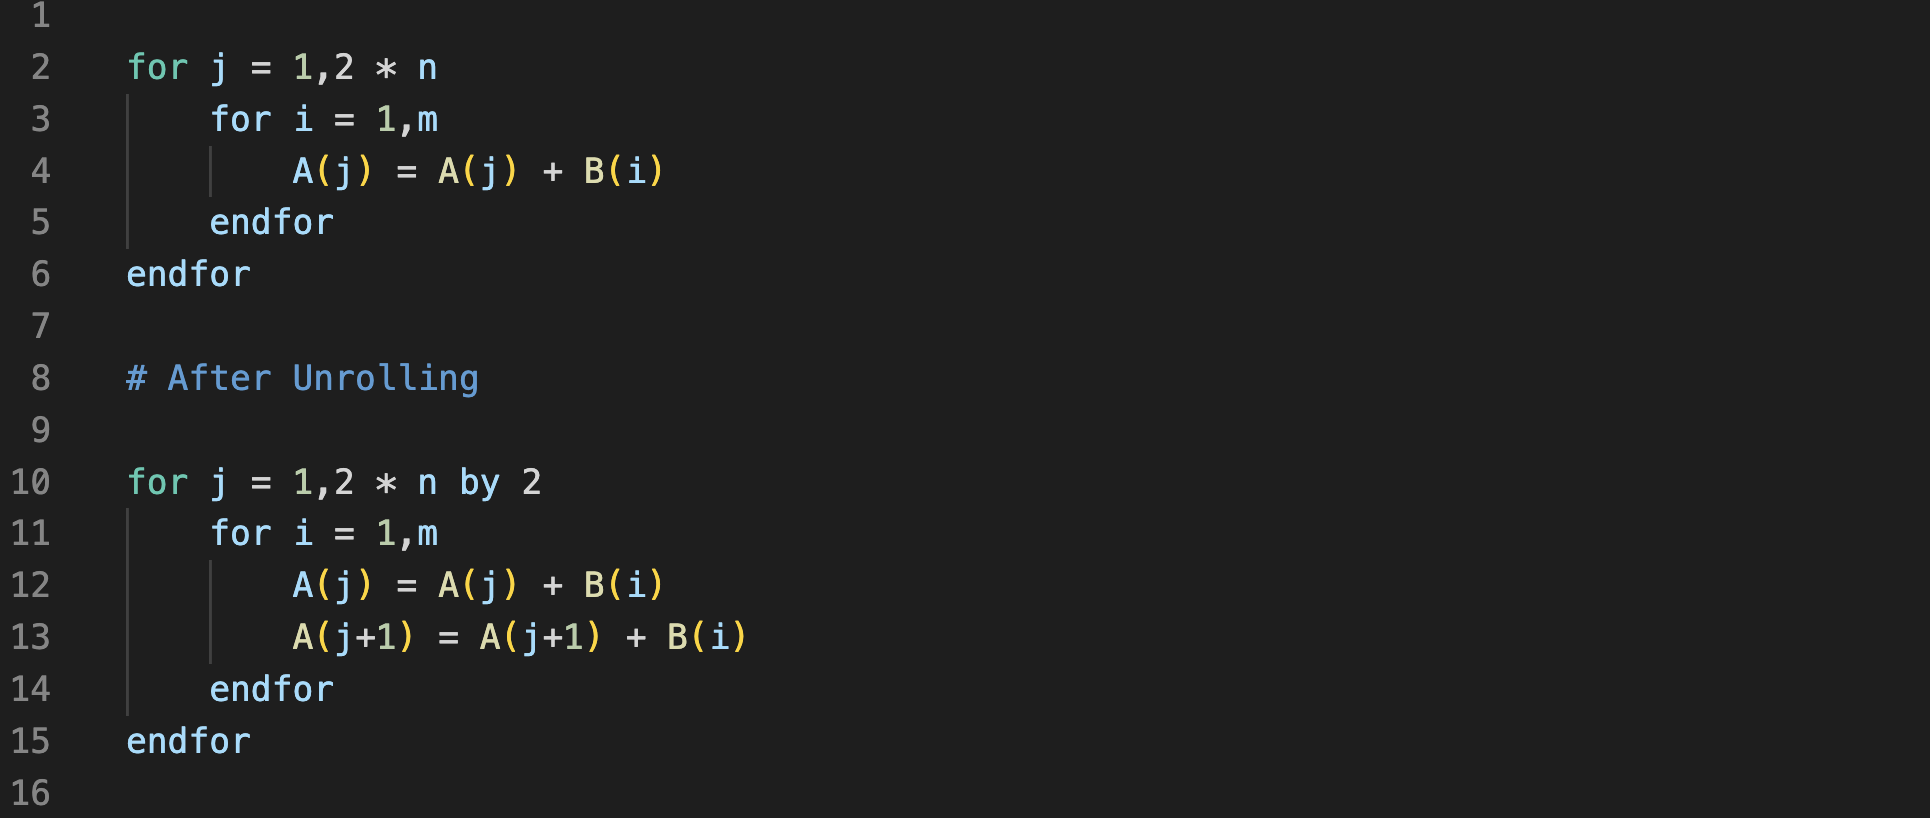 1
2 for j = 1,2 * n
3     for i = 1,m
4         A(j) = A(j) + B(i)
5     endfor
6 endfor
7
8 # After Unrolling
9
10 for j = 1,2 * n by 2
11     for i = 1,m
12         A(j) = A(j) + B(i)
13         A(j+1) = A(j+1) + B(i)
14     endfor
15 endfor
16